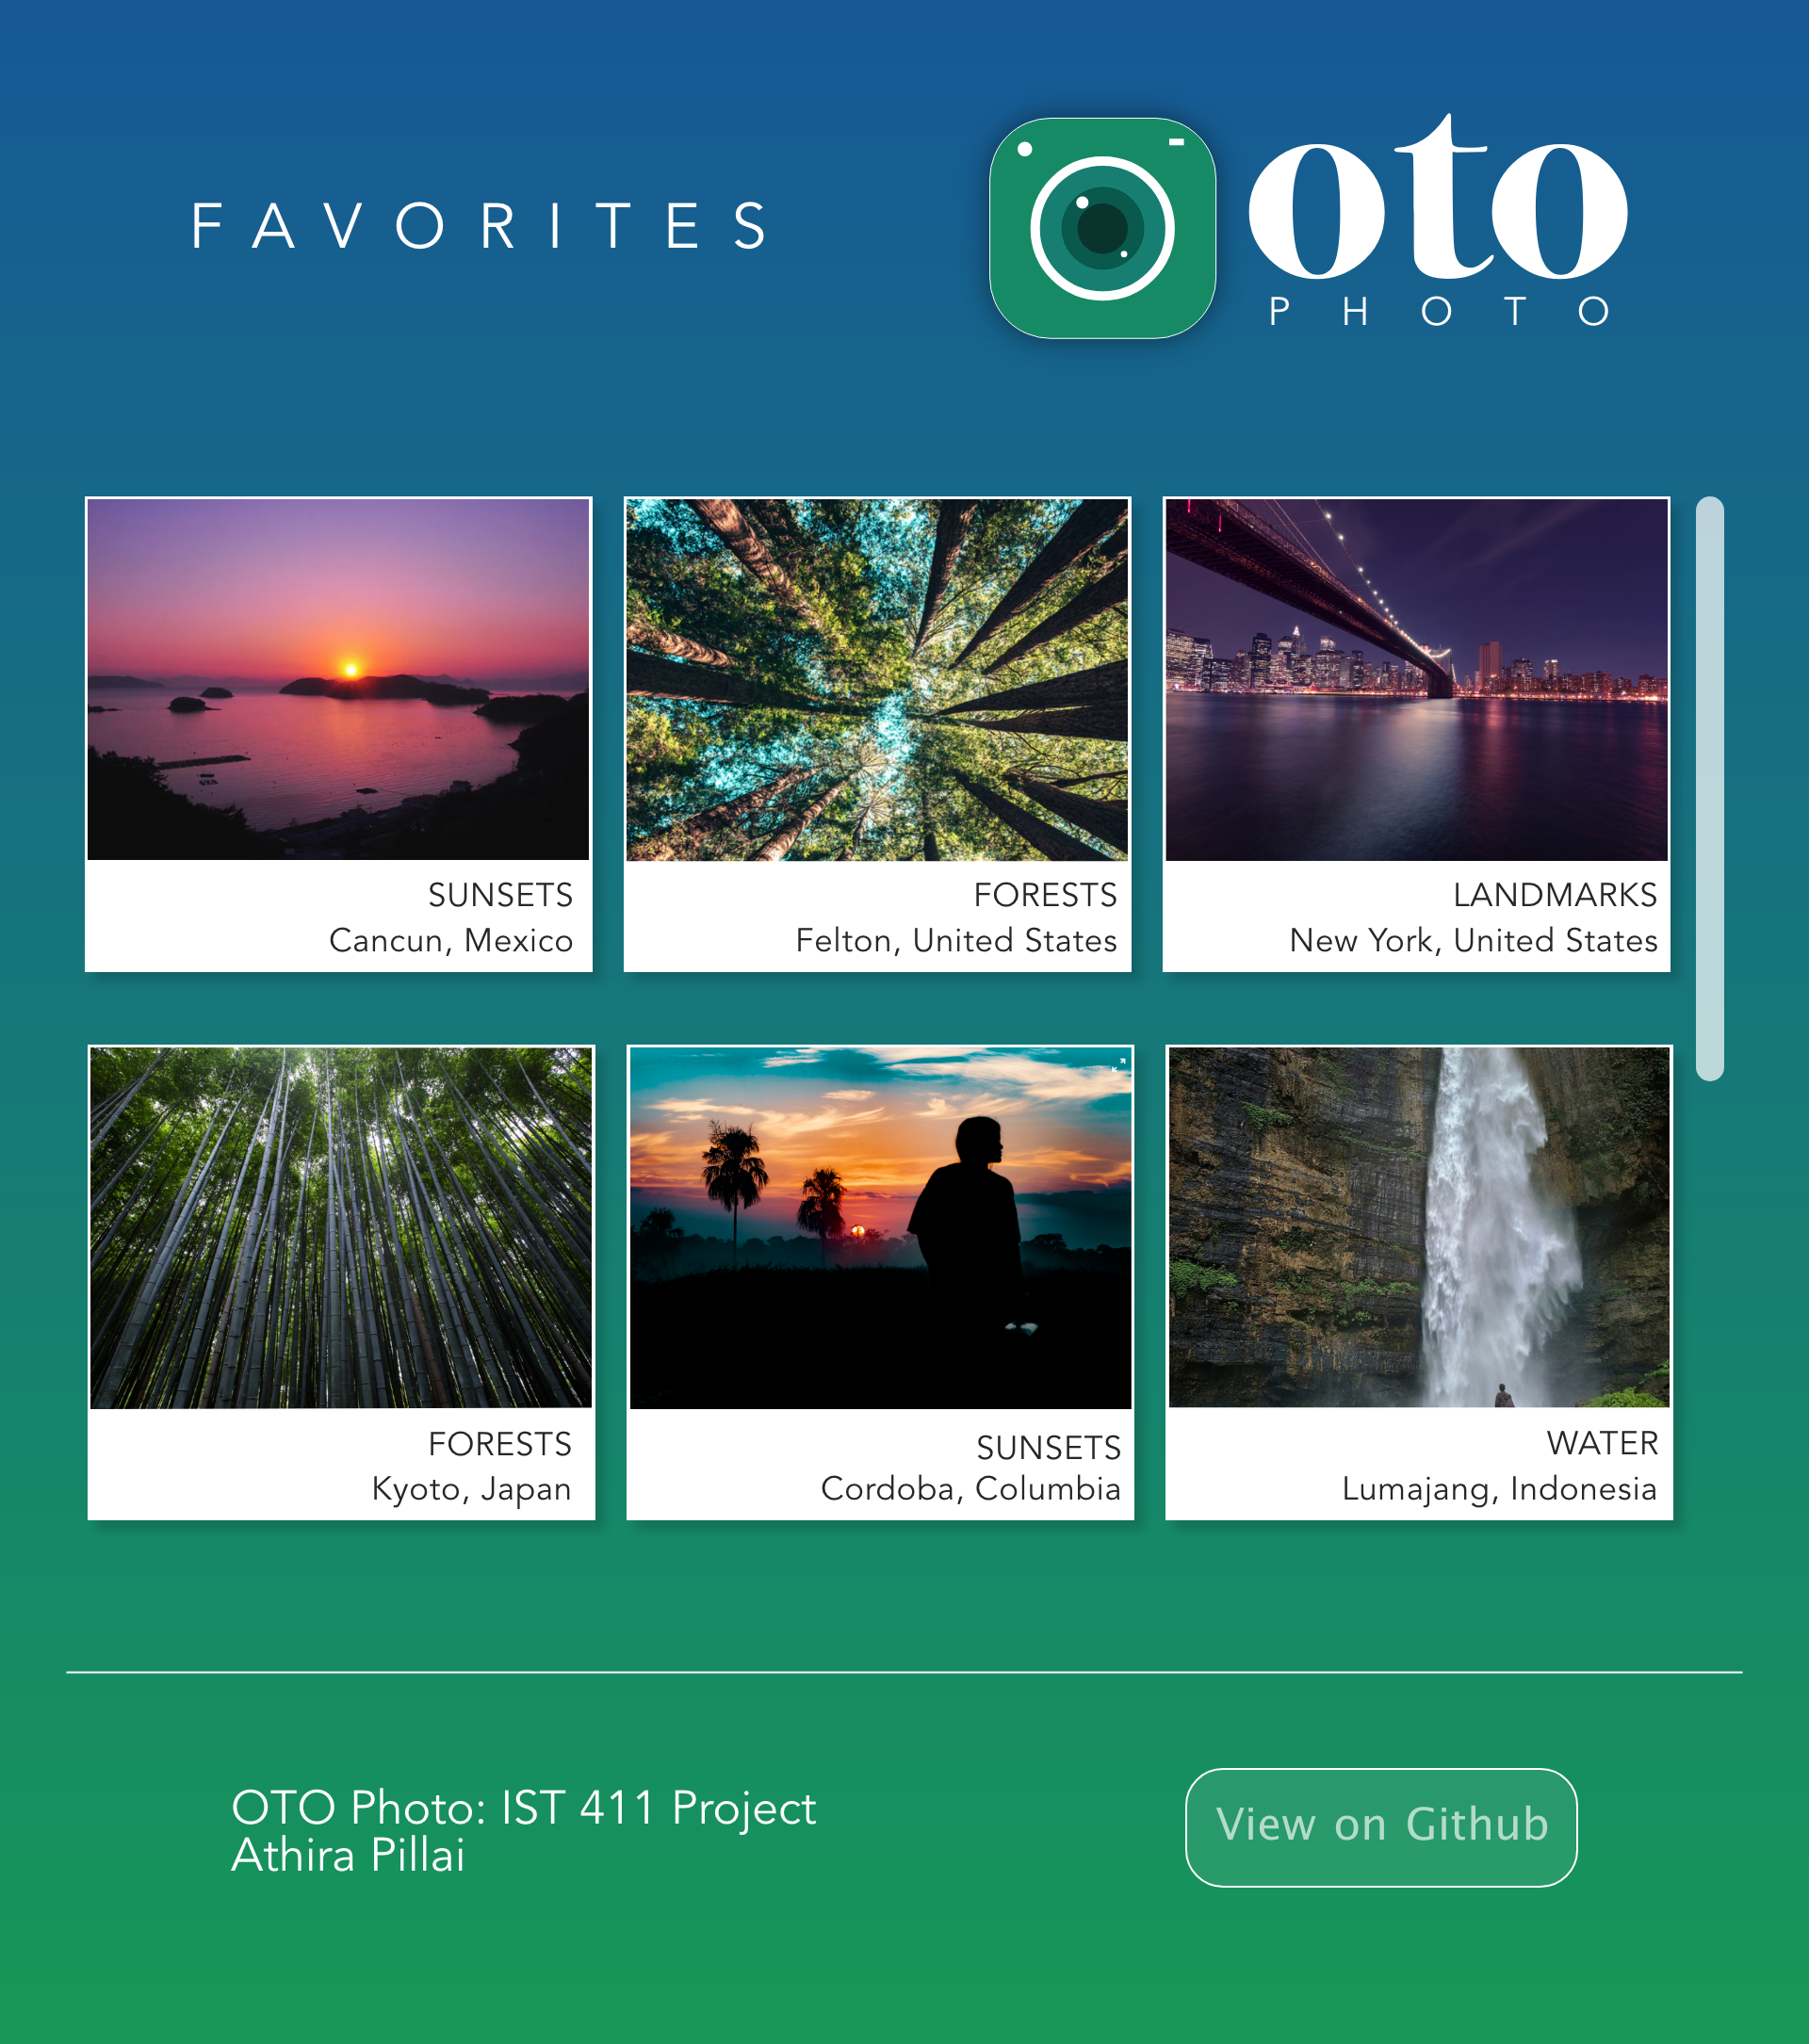 FAVORITES
oto
PHOTO
SUNSETS
Cancun, Mexico
FORESTS
Felton, United States
LANDMARKS
New York, United States
FORESTS
Kyoto, Japan
SUNSETS
Cordoba, Columbia
WATER
Lumajang, Indonesia
OTO Photo: IST 411 Project
Athira Pillai
View on Github